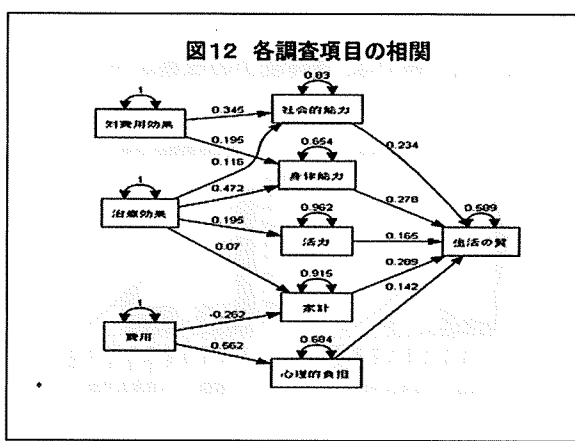 図12 各調査項目の相関
1
対費用効果
0.345
0.195
0.116
0.83
社会的能力
0.234
0.654
身体能力
0.278
1
治療効果
0.472
0.195
0.07
0.962
活力
0.165
0.589
生活の質
0.915
家計
0.289
0.142
1
費用
-0.262
0.562
0.684
心理的負担